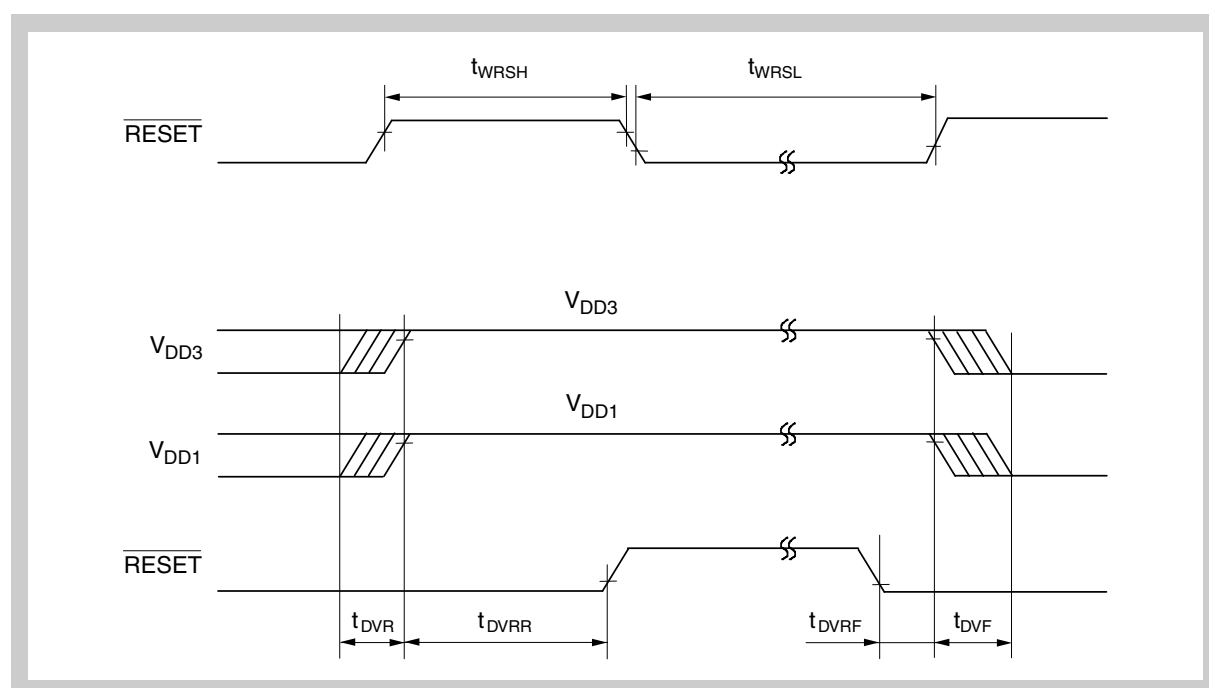 tWRSH tWRSL
RESET
VDD3
VDD3
VDD1
VDD1
RESET
tDVR tDVRR tDVRF tDVF